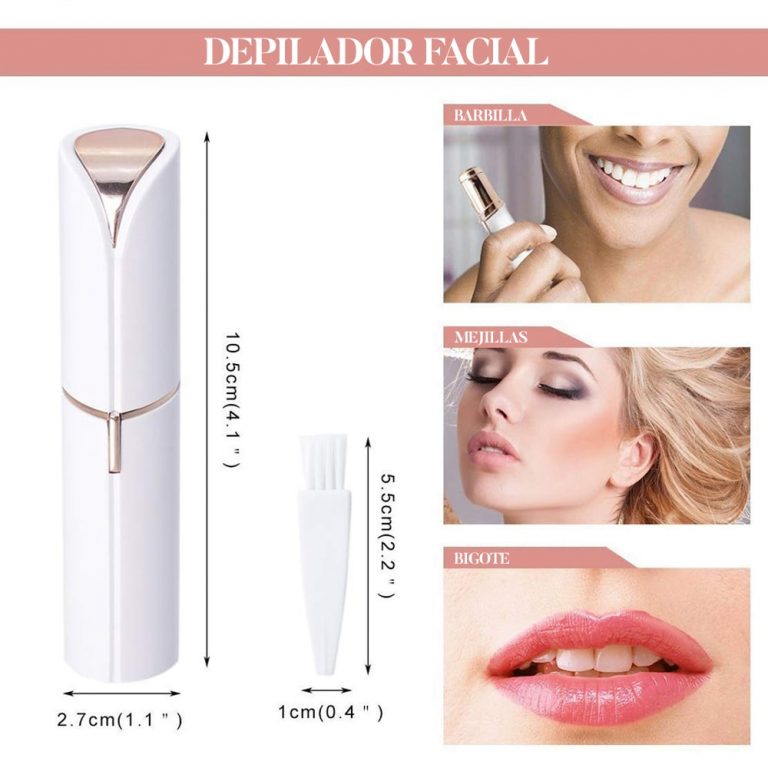 DEPILADOR FACIAL
BARBILLA
MEJILLAS
BIGOTE
10.5cm(4.1")
5.5cm(2.2")
2.7cm(1.1")
1cm(0.4")